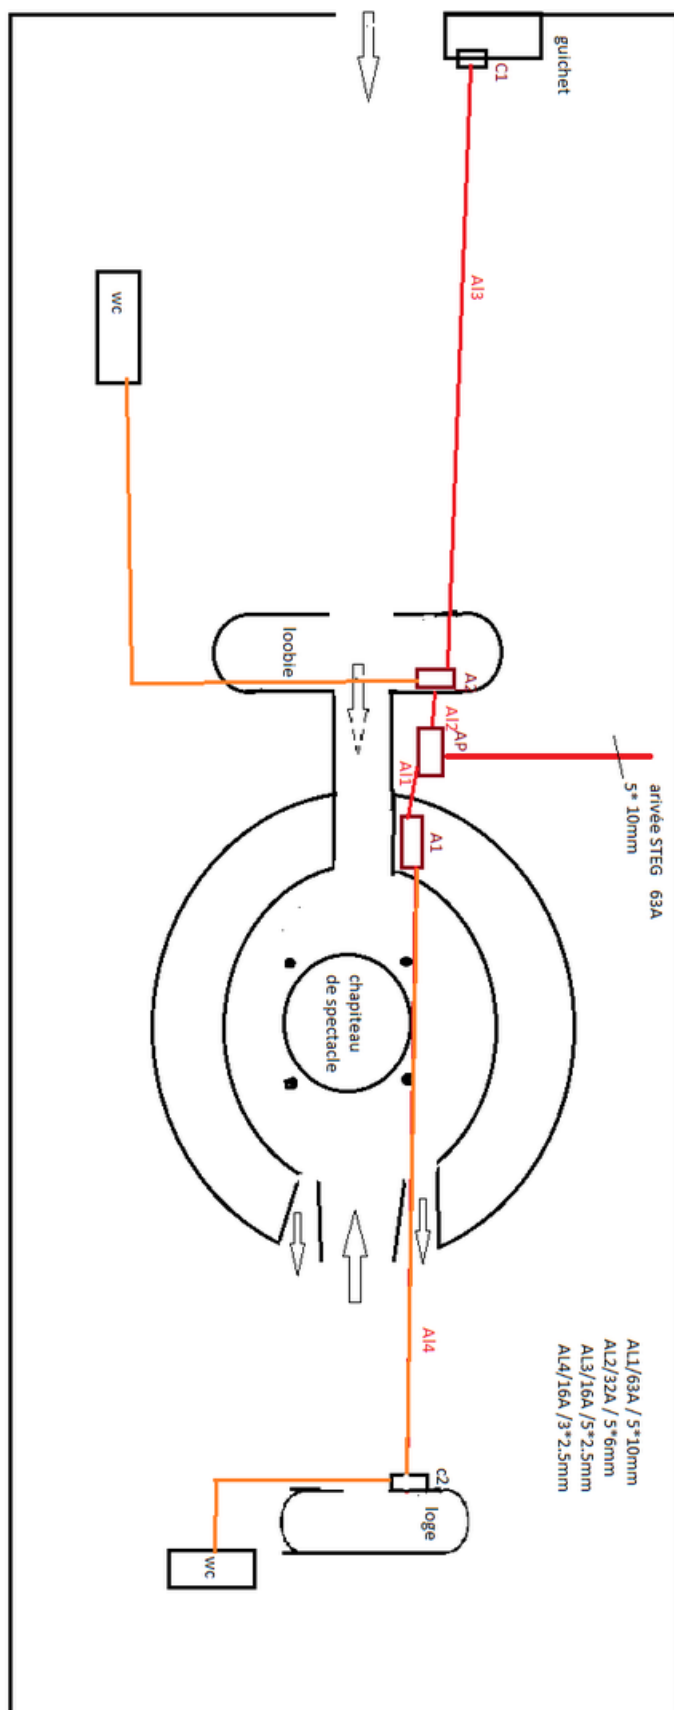 guichet
C1
Al3
wc
loobie
A2
Al2
AP
Al1
A1
arivée STEG 63A
5* 10mm
chapiteau
de spectacle
Al4
AL1/63A / 5*10mm
AL2/32A / 5*6mm
AL3/16A /5*2.5mm
AL4/16A /3*2.5mm
c2
loge
wc